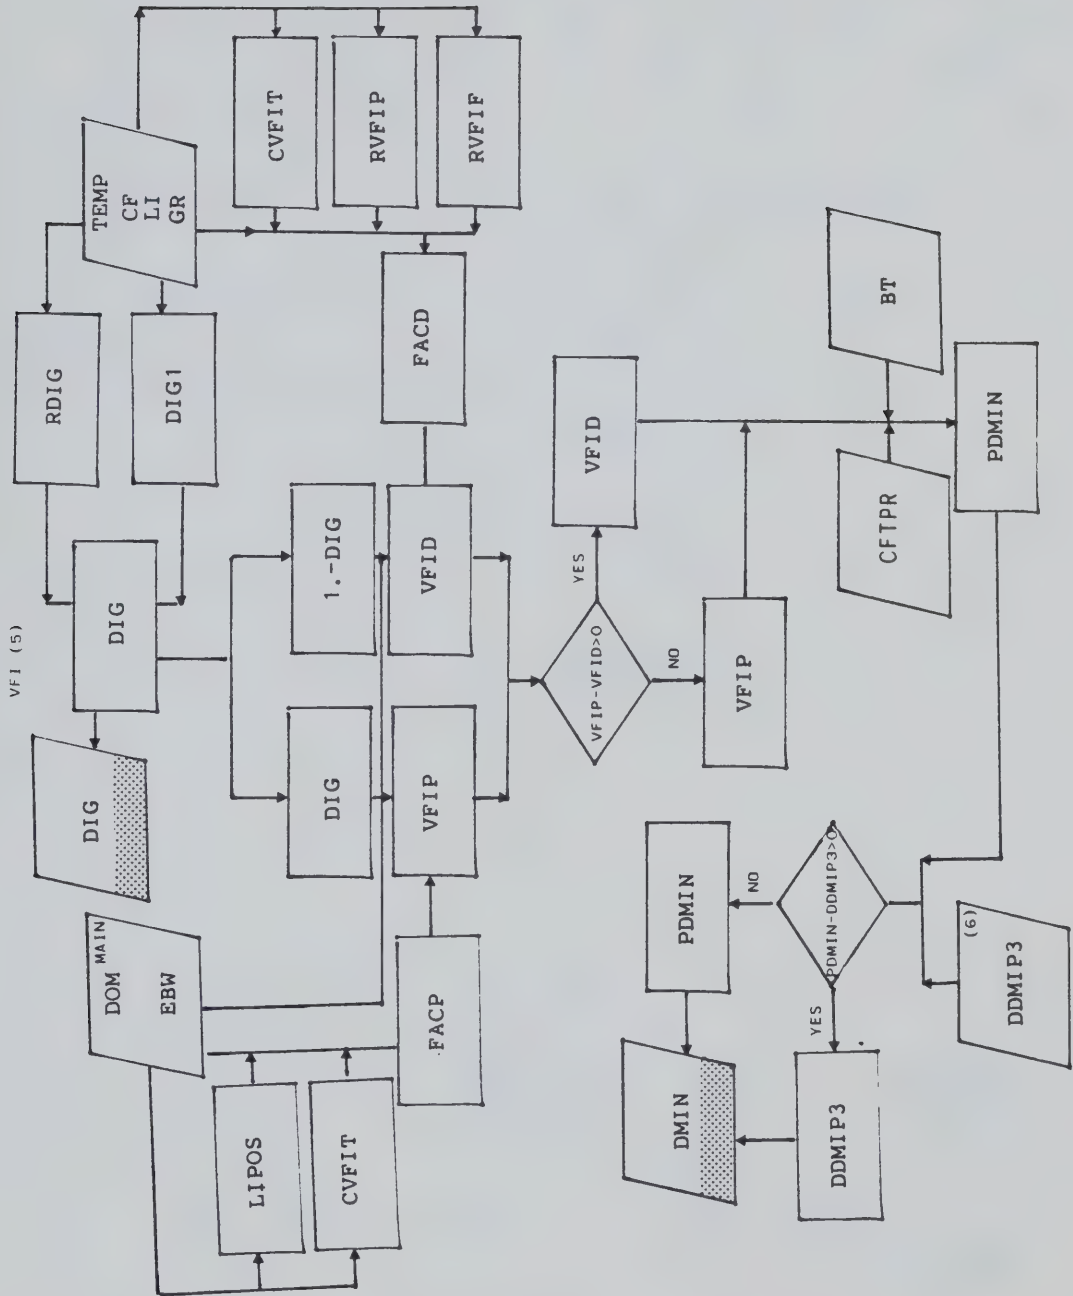 VFI (5)
DOM MAIN
EBW
LIPOS
CVFIT
FACP
DIG
DIG
RDIG
DIG1
TEMP
CF
LI
GR
CVFIT
RVFIP
RVFIF
DIG
1.-DIG
VFIP
VFID
FACD
VFIP-VFID>0
YES
NO
VFID
VFIP
CFTPR
BT
PDMIN
DDMIP3
(6)
PDMIN-DDMIP3>0
NO
YES
PDMIN
DDMIP3
DMIN